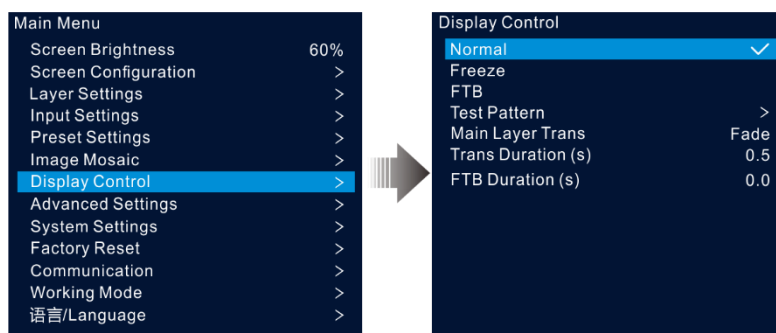 Main Menu
Screen Brightness 60%
Screen Configuration >
Layer Settings >
Input Settings >
Preset Settings >
Image Mosaic >
Display Control >
Advanced Settings >
System Settings >
Factory Reset >
Communication >
Working Mode >
语言/Language >
Display Control
Normal ✓
Freeze
FTB
Test Pattern >
Main Layer Trans Fade
Trans Duration (s) 0.5
FTB Duration (s) 0.0